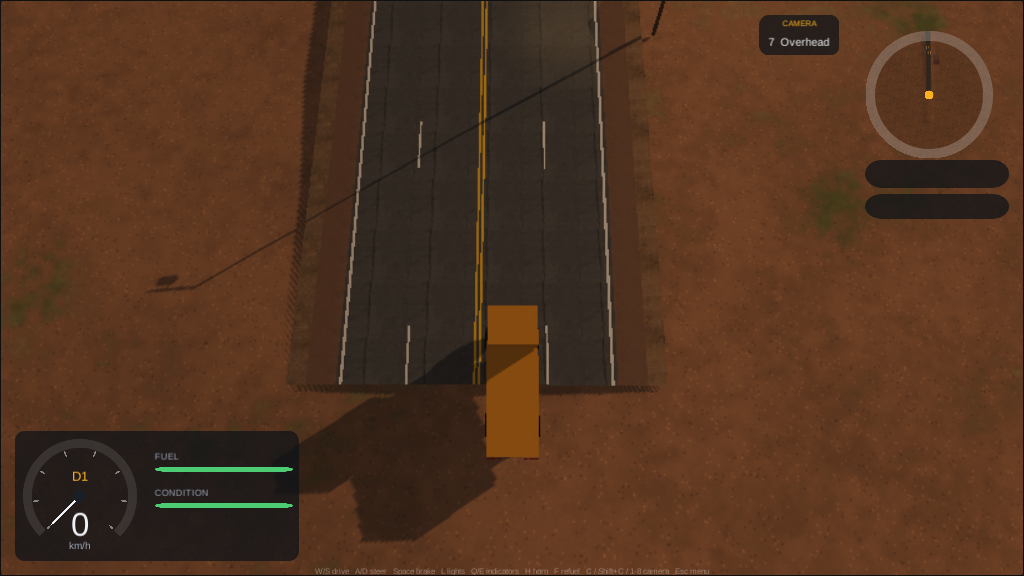 CAMERA
7 Overhead
D1
0
km/h
FUEL
CONDITION
W/S drive A/D steer Space brake L lights Q/E indicators H horn F refuel C / Shift+C / 1-8 camera Esc menu